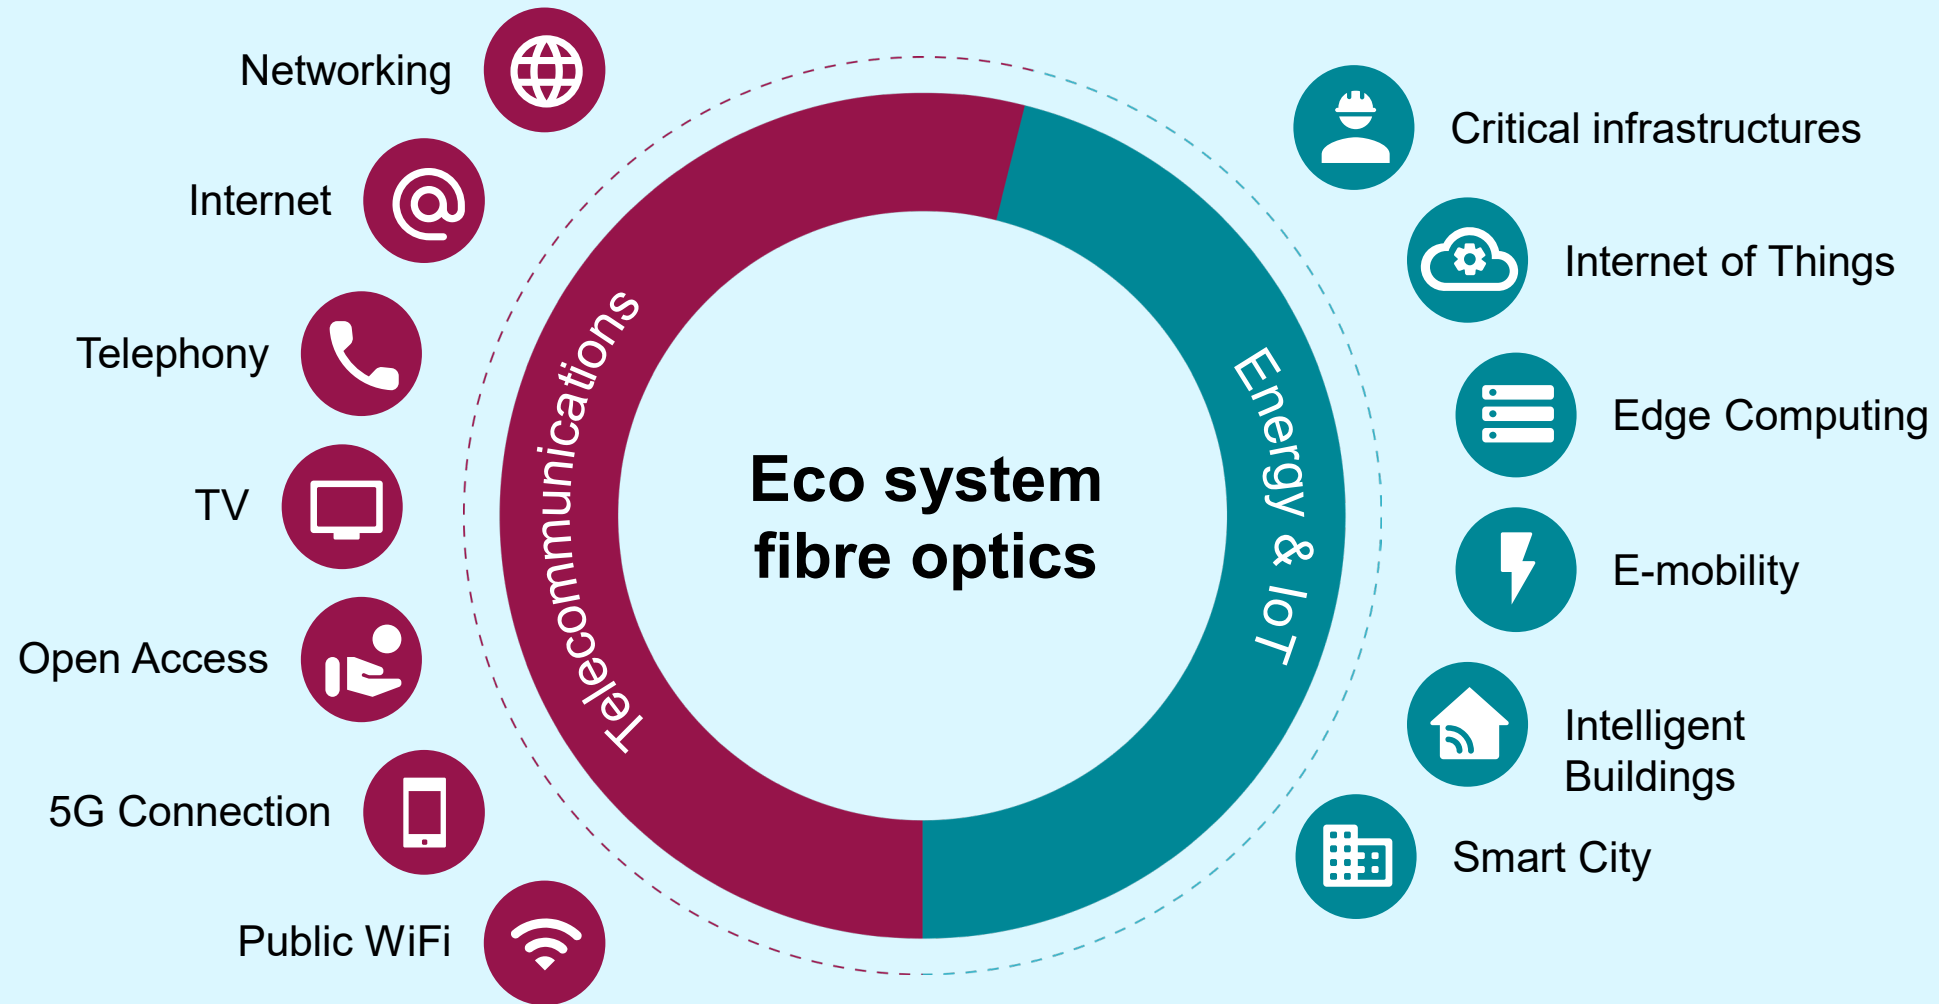 Networking
Internet
Telephony
TV
Open Access
5G Connection
Public WiFi
Telecommunications
Eco system
fibre optics
Energy & IoT
Critical infrastructures
Internet of Things
Edge Computing
E-mobility
Intelligent
Buildings
Smart City